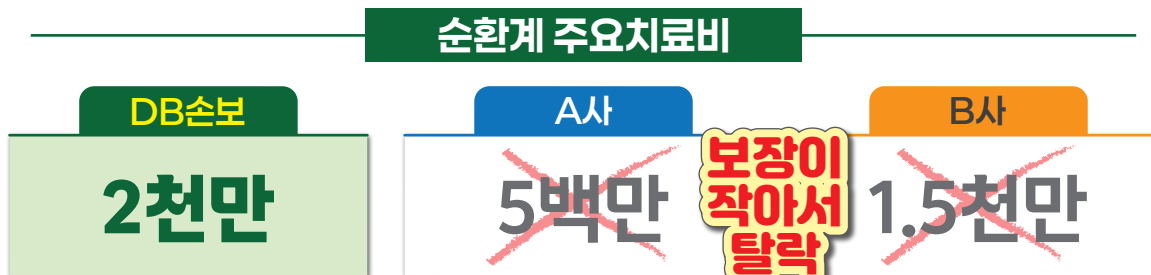 순환계 주요치료비
DB손보
A사
B사
2천만
5백만
보장이
작아서
탈락
1.5천만